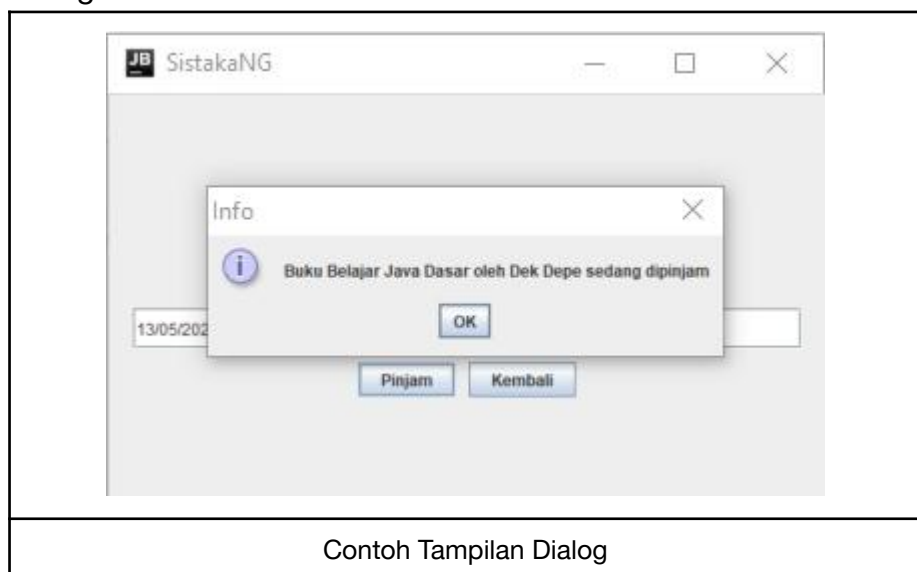 JB SistakaNG
Info
Buku Belajar Java Dasar oleh Dek Depe sedang dipinjam
OK
13/05/202
Pinjam Kembali
Contoh Tampilan Dialog